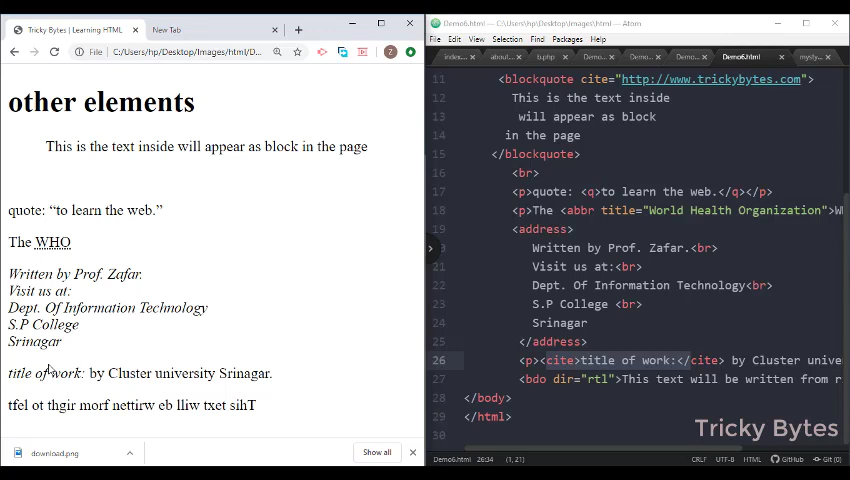 Tricky Bytes | Learning HTML
New Tab
File
C:/Users/hp/Desktop/Images/html/D...
Z
other elements
This is the text inside will appear as block in the page
quote: “to learn the web.”
The WHO
Written by Prof. Zafar.
Visit us at:
Dept. Of Information Technology
S.P College
Srinagar
title of work: by Cluster university Srinagar.
tfel ot thgir morf nettirw eb lliw txet sihT
download.png
Show all
Demo6.html — C:\Users\hp\Desktop\Images\html — Atom
File Edit View Selection Find Packages Help
index... about... b.php Demo... Demo... Demo... Demo6.html mysty...
11 <blockquote cite="http://www.trickybytes.com">
12 This is the text inside
13 will appear as block
14 in the page
15 </blockquote>
16 <br>
17 <p>quote: <q>to learn the web.</q></p>
18 <p>The <abbr title="World Health Organization">W
19 <address>
20 Written by Prof. Zafar.<br>
21 Visit us at:<br>
22 Dept. Of Information Technology<br>
23 S.P College <br>
24 Srinagar
25 </address>
26 <p><cite>title of work:</cite> by Cluster unive
27 <bdo dir="rtl">This text will be written from r
28 </body>
29 </html>
30
Tricky Bytes
Demo6.html 26:34 (1, 21) CRLF UTF-8 HTML GitHub Git (0)